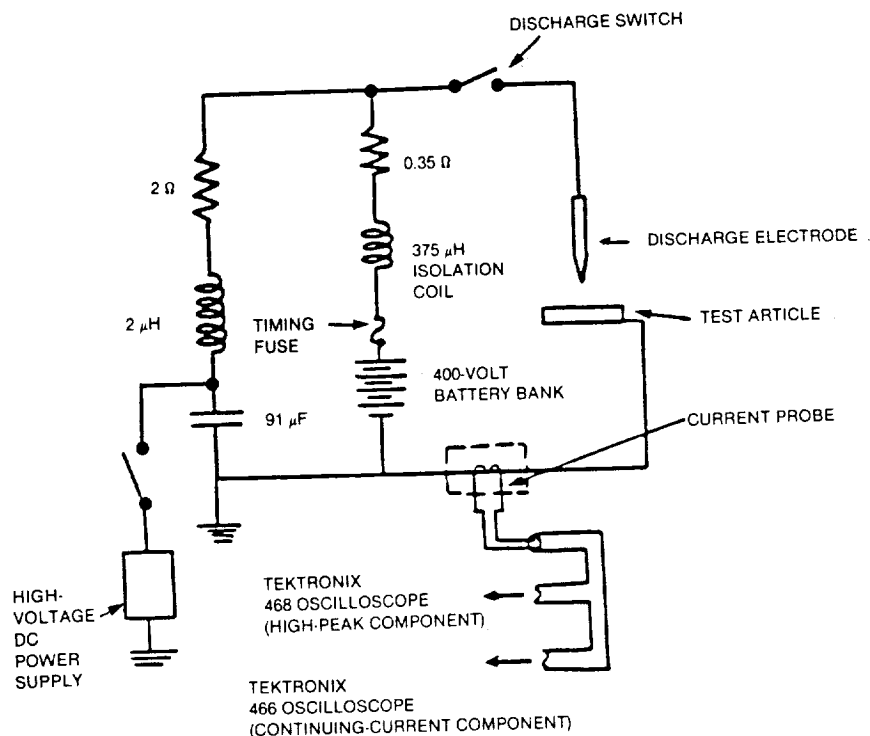 DISCHARGE SWITCH
2 Ω
0.35 Ω
DISCHARGE ELECTRODE
375 μH
ISOLATION
COIL
2 μH
TIMING
FUSE
TEST ARTICLE
400-VOLT
BATTERY BANK
91 μF
CURRENT PROBE
HIGH-
VOLTAGE
DC
POWER
SUPPLY
TEKTRONIX
468 OSCILLOSCOPE
(HIGH-PEAK COMPONENT)
TEKTRONIX
466 OSCILLOSCOPE
(CONTINUING-CURRENT COMPONENT)